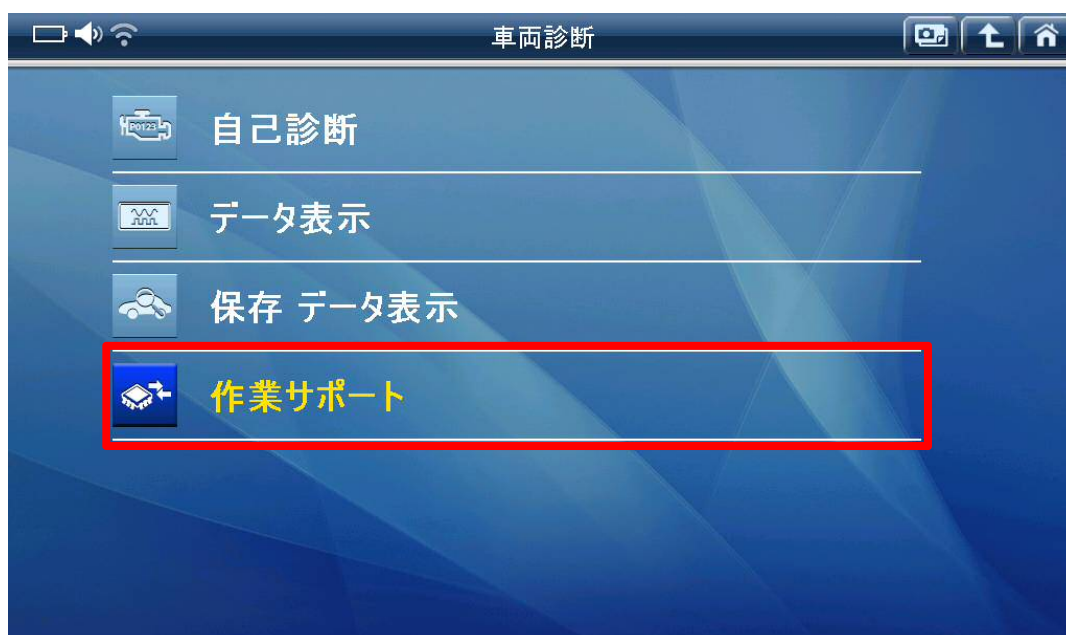 車両診断
P0123
自己診断
データ表示
保存 データ表示
作業サポート